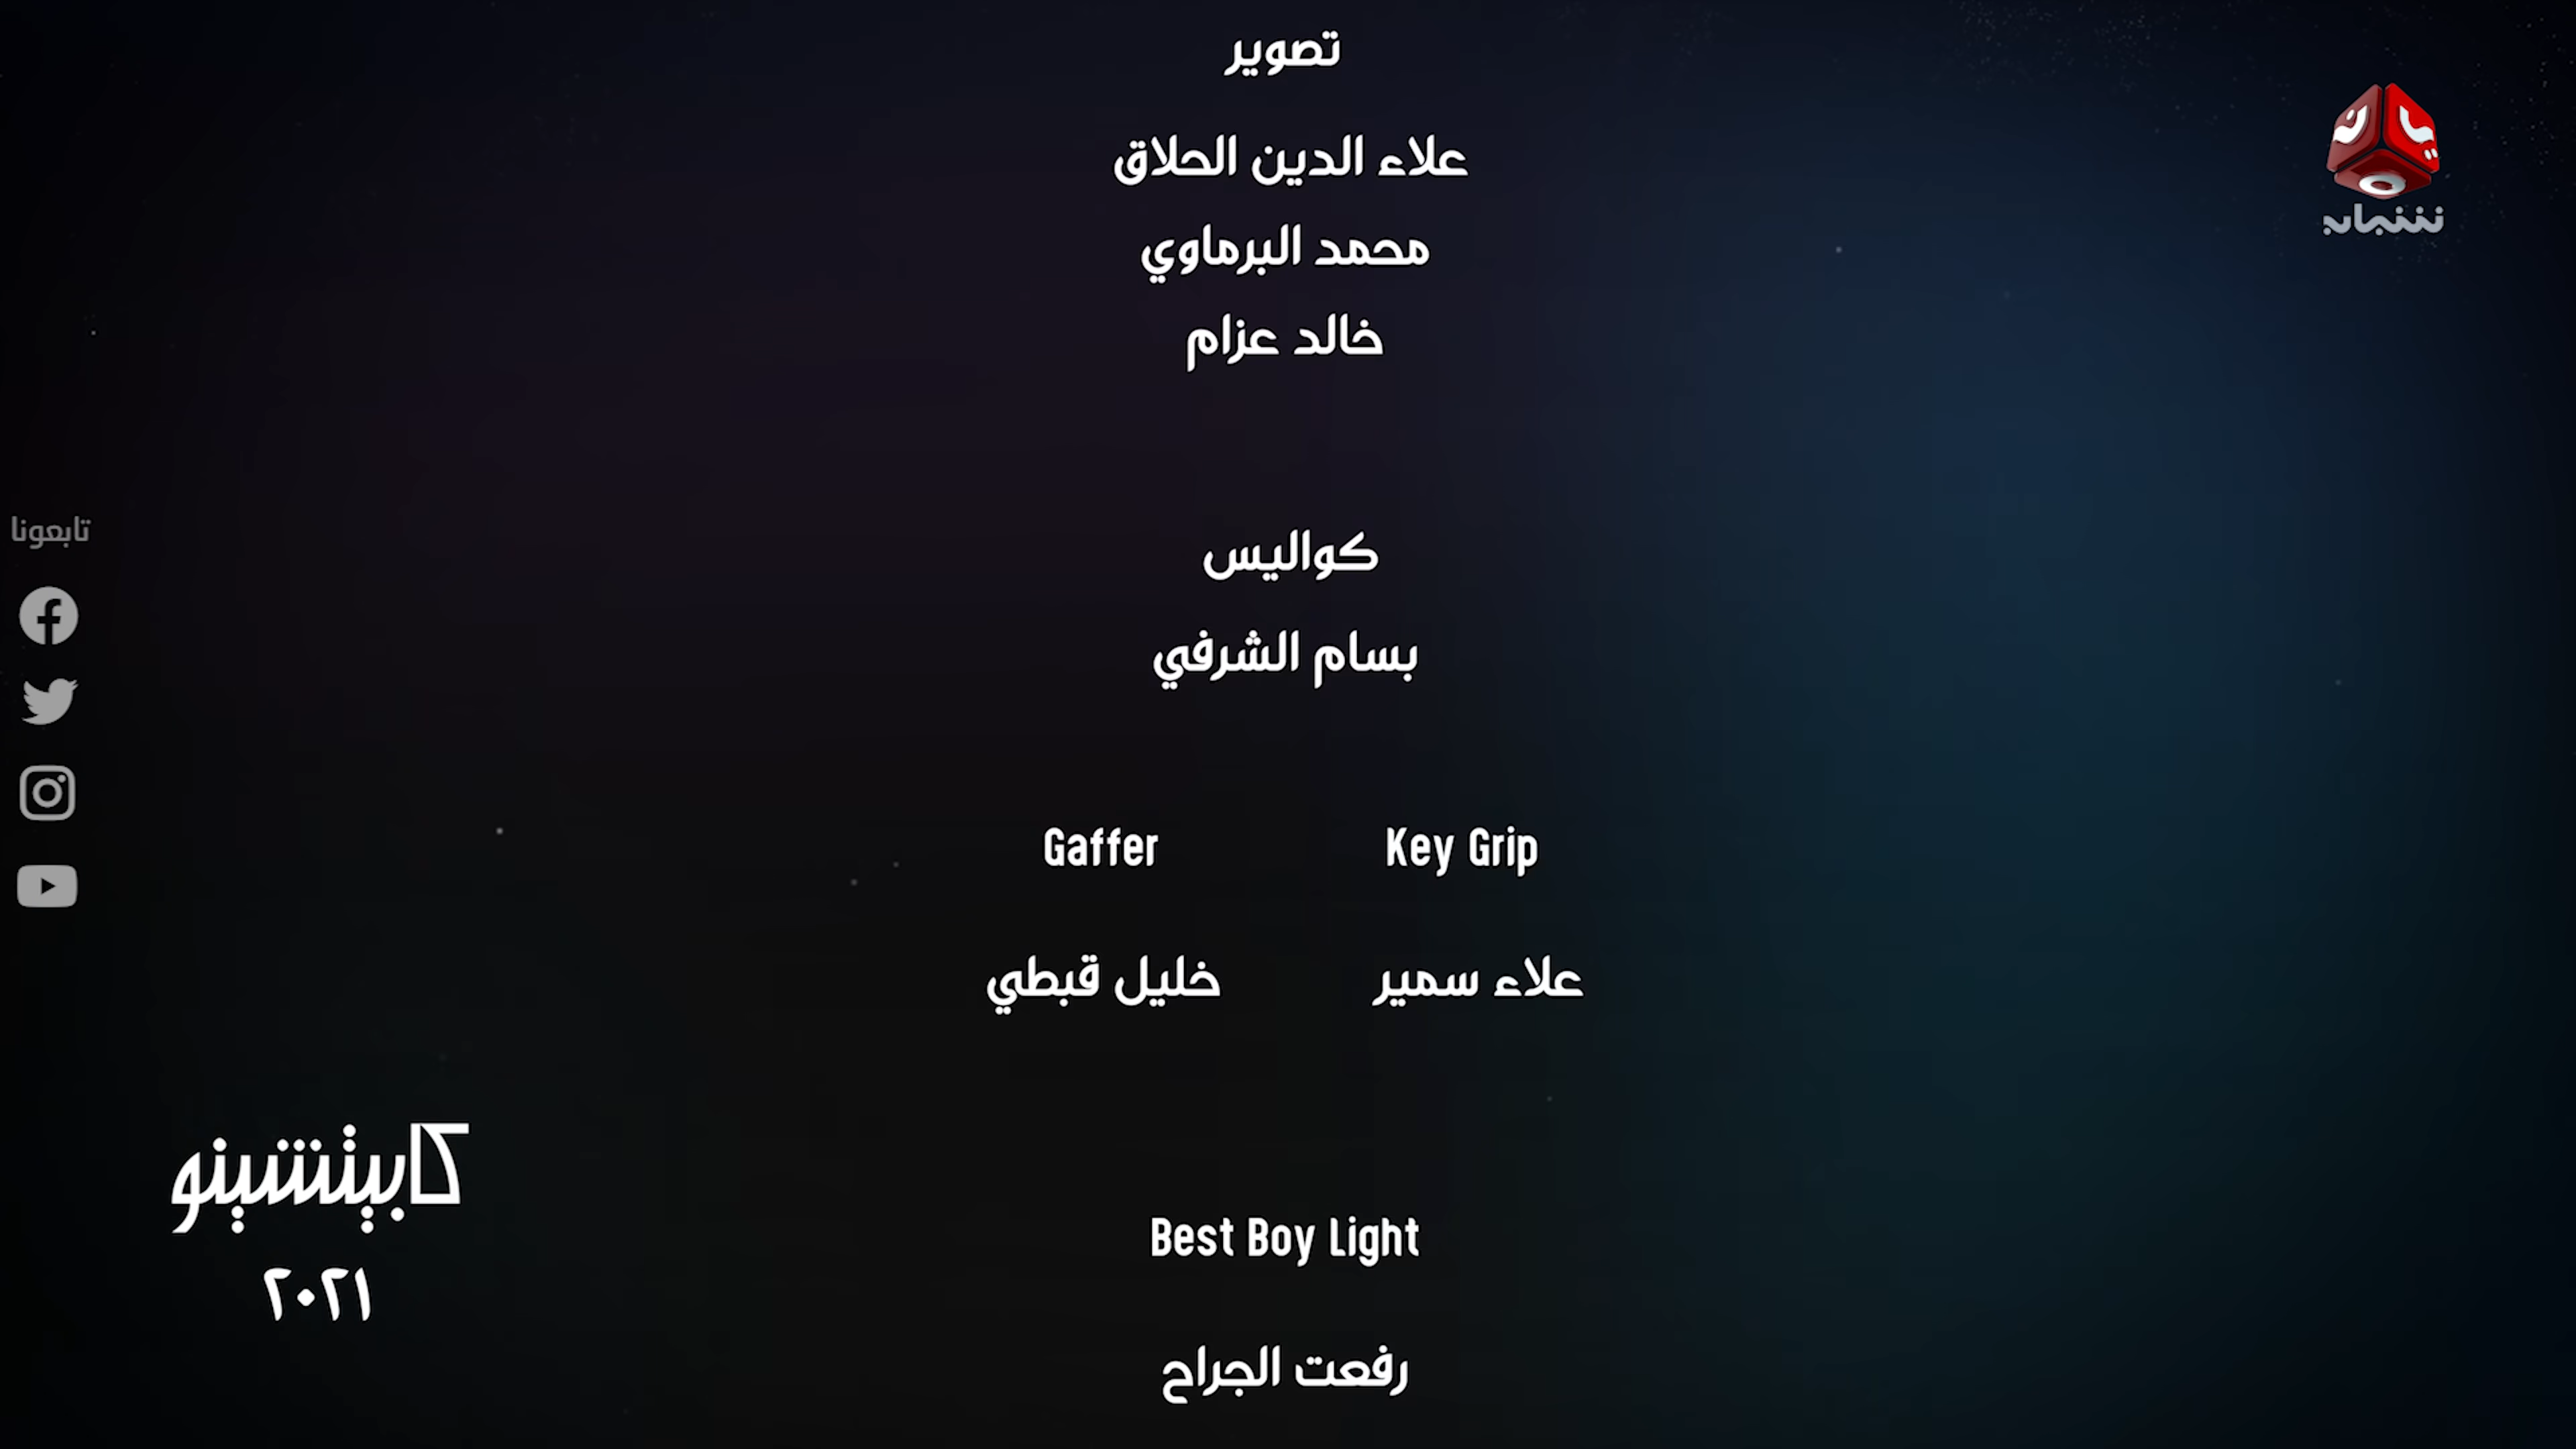 تصوير
علاء الدين الحلاق
محمد البرماوي
خالد عزام
كواليس
بسام الشرفي
Key Grip
Gaffer
علاء سمير
خليل قبطي
Best Boy Light
رفعت الجراح
تابعونا
كابيتشينو
٢٠٢١